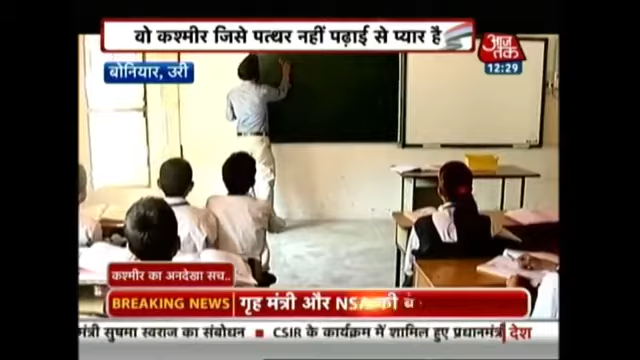 वो कश्मीर जिसे पत्थर नहीं पढ़ाई से प्यार है
आज तक
12:29
बोनियार, उरी
कश्मीर का अनदेखा सच..
BREAKING NEWS गृह मंत्री और NSA की
मंत्री सुषमा स्वराज का संबोधन ■ CSIR के कार्यक्रम में शामिल हुए प्रधानमंत्री देश